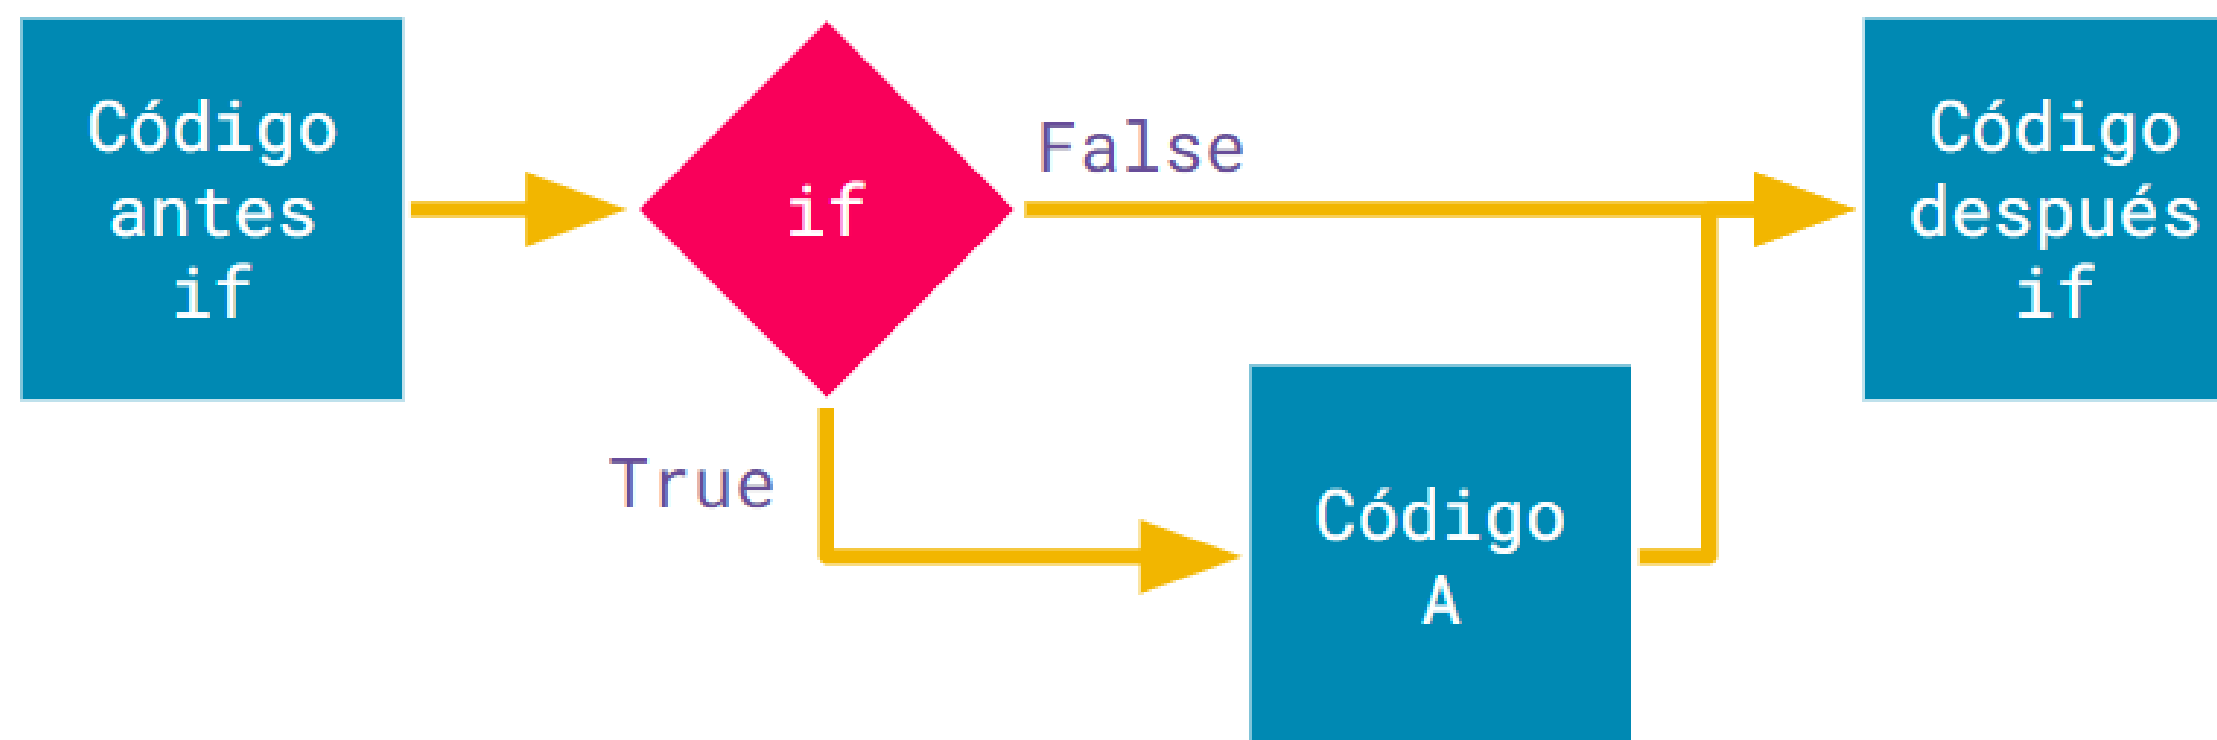 Código
antes
if
if
False
True
Código
A
Código
después
if